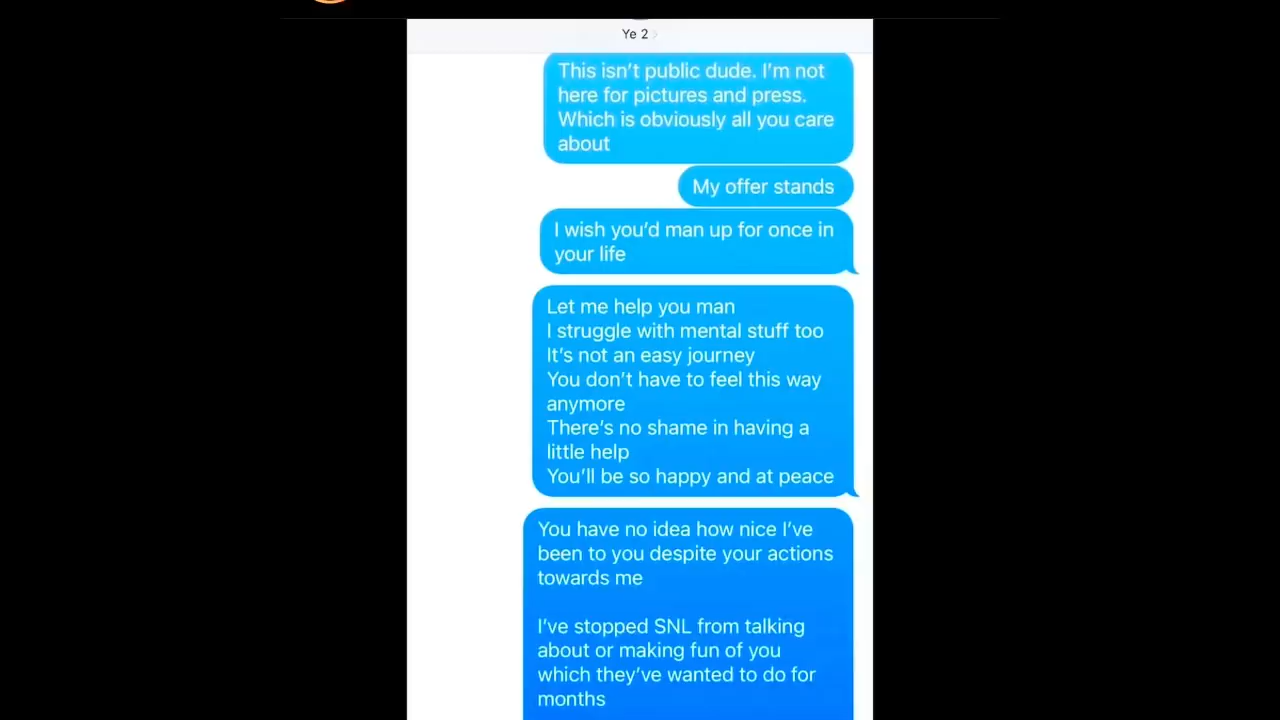 Ye 2
This isn’t public dude. I’m not
here for pictures and press.
Which is obviously all you care
about
My offer stands
I wish you’d man up for once in
your life
Let me help you man
I struggle with mental stuff too
It’s not an easy journey
You don’t have to feel this way
anymore
There’s no shame in having a
little help
You’ll be so happy and at peace
You have no idea how nice I’ve
been to you despite your actions
towards me
I’ve stopped SNL from talking
about or making fun of you
which they’ve wanted to do for
months